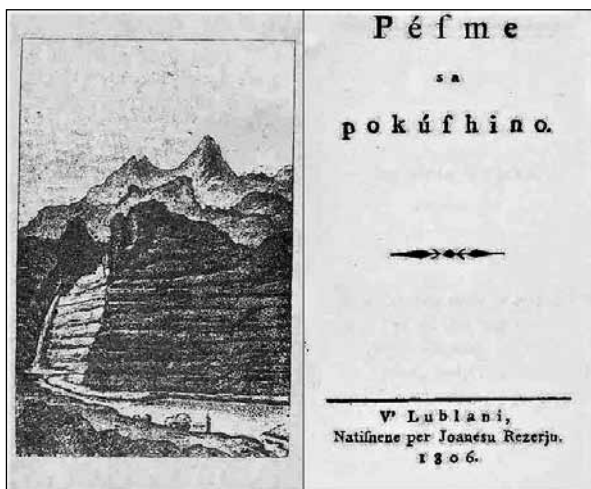 Péſme
sa
pokúſhino.
V' Lublani,
Natiſnene per Joanesu Rezerju.
1806.